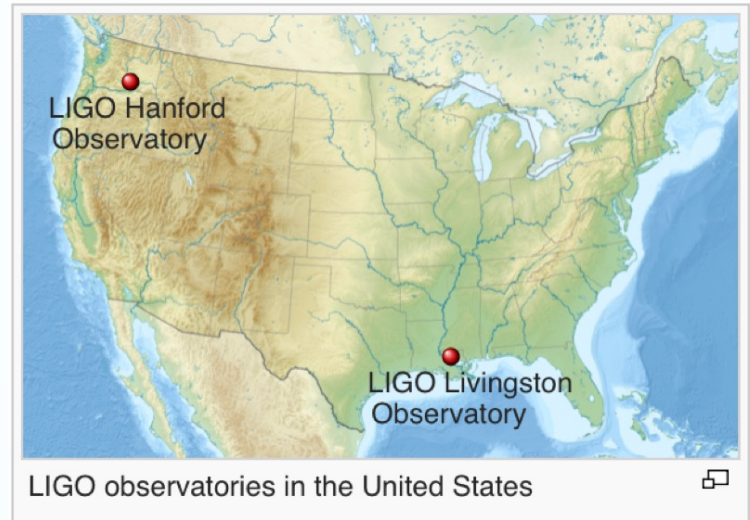 LIGO Hanford
Observatory
LIGO Livingston
Observatory
LIGO observatories in the United States